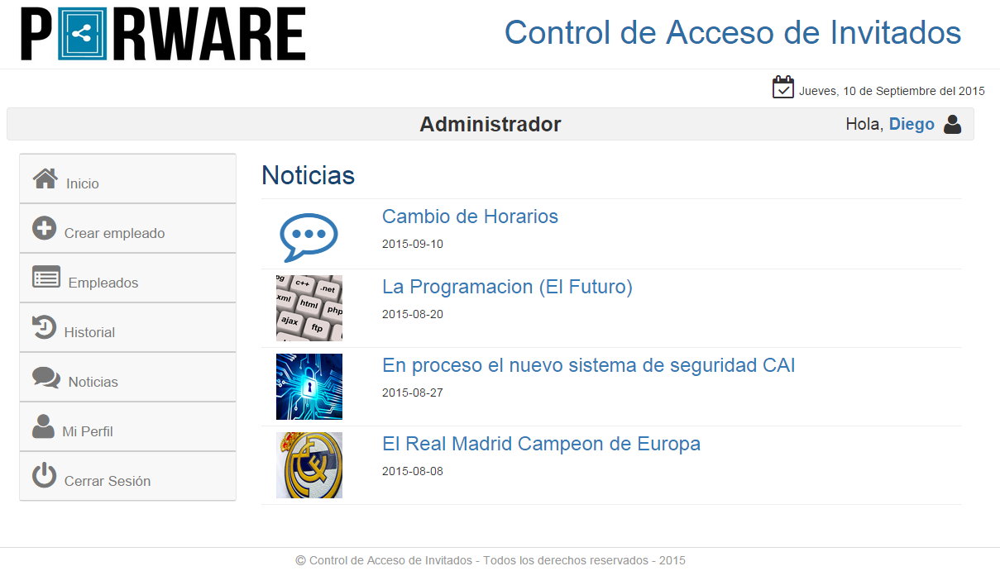 PORWARE
Control de Acceso de Invitados
Jueves, 10 de Septiembre del 2015
Administrador
Hola, Diego
Inicio
Crear empleado
Empleados
Historial
Noticias
Mi Perfil
Cerrar Sesión
Noticias
Cambio de Horarios
2015-09-10
La Programacion (El Futuro)
2015-08-20
c++
.net
xml
html
php
ajax
ftp
En proceso el nuevo sistema de seguridad CAI
2015-08-27
El Real Madrid Campeon de Europa
2015-08-08
© Control de Acceso de Invitados - Todos los derechos reservados - 2015